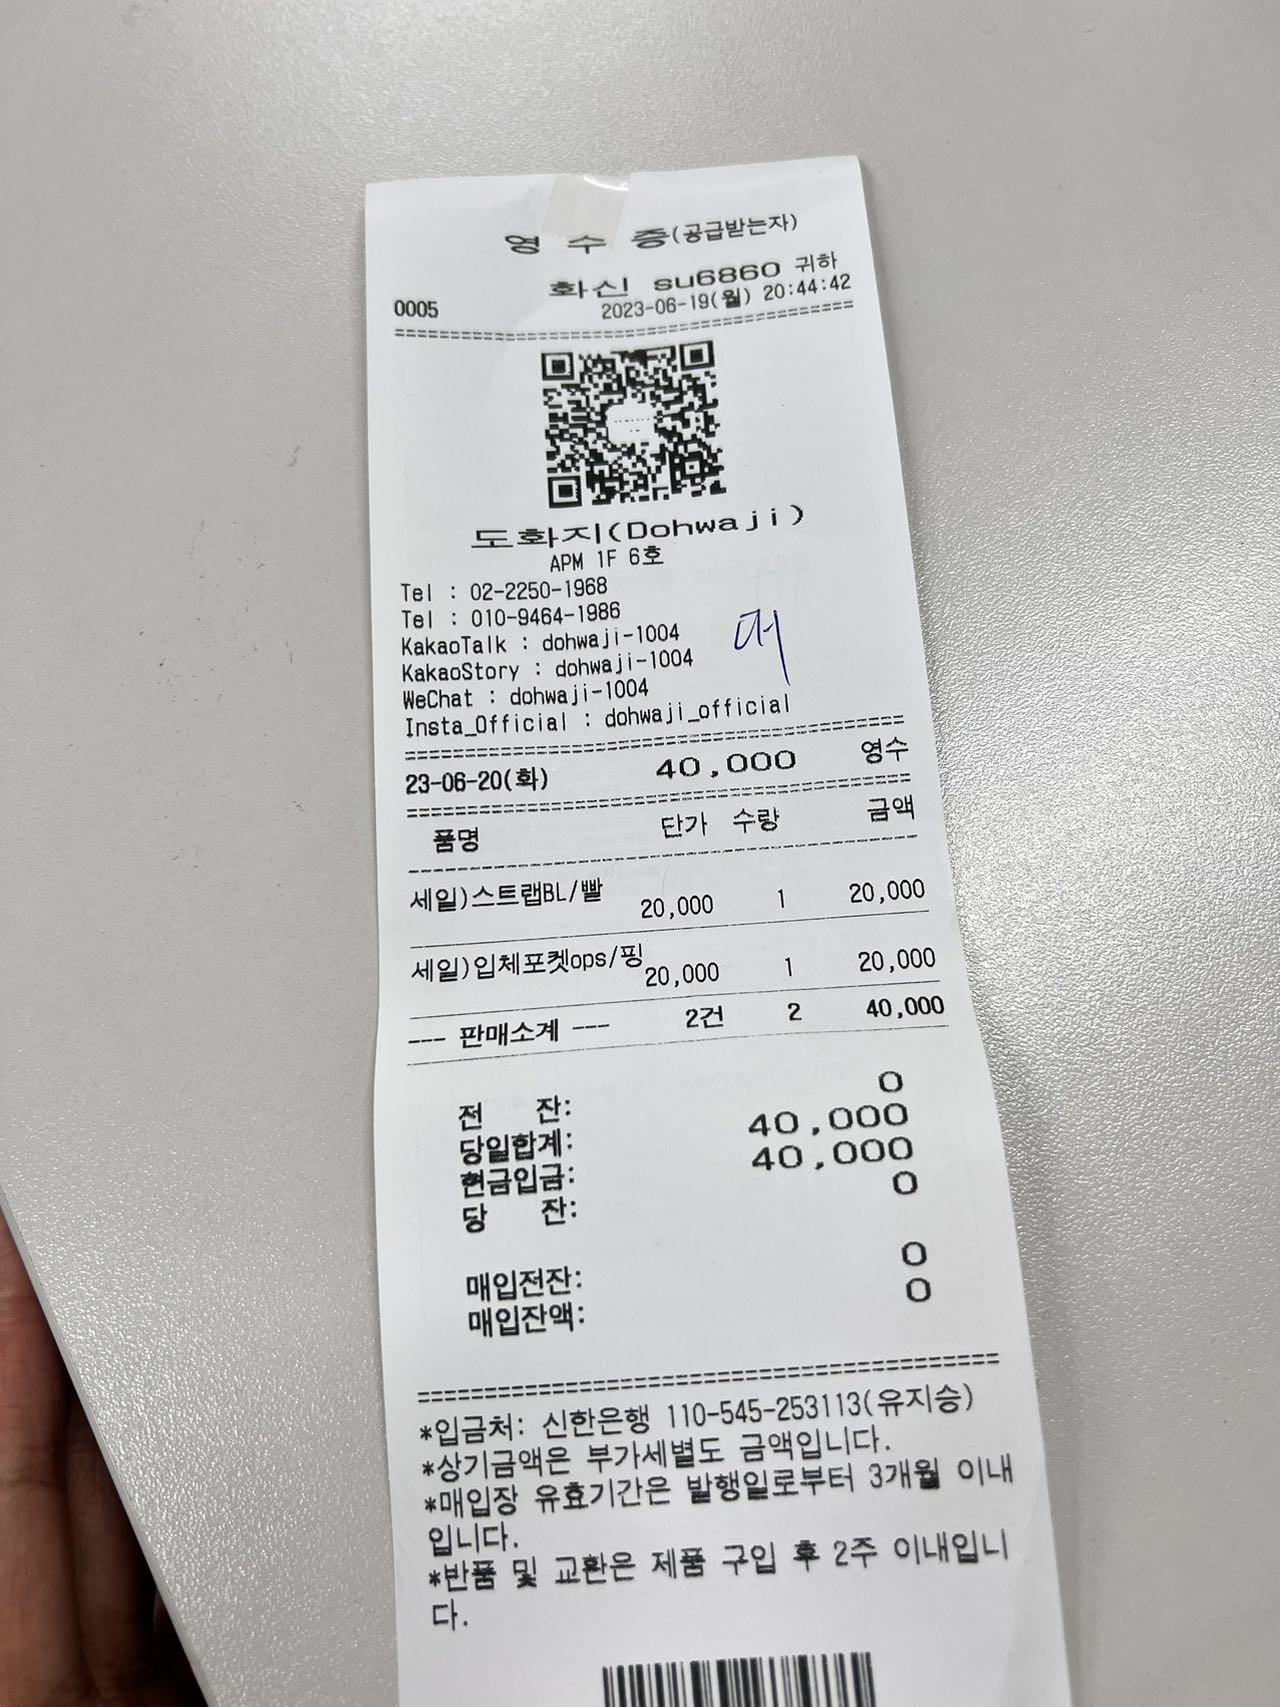 영 수 증(공급받는자)
화신 su6860 귀하
0005 2023-06-19(월) 20:44:42
도화지(Dohwaji)
APM 1F 6호
Tel : 02-2250-1968
Tel : 010-9464-1986
KakaoTalk : dohwaji-1004
KakaoStory : dohwaji-1004
WeChat : dohwaji-1004
Insta_Official : dohwaji_official
23-06-20(화) 40,000 영수
품명 단가 수량 금액
세일)스트랩BL/빨 20,000 1 20,000
세일)입체포켓ops/핑 20,000 1 20,000
--- 판매소계 --- 2건 2 40,000
전 잔: 0
당일합계: 40,000
현금입금: 40,000
당 잔: 0
매입전잔: 0
매입잔액: 0
*입금처: 신한은행 110-545-253113(유지승)
*상기금액은 부가세별도 금액입니다.
*매입장 유효기간은 발행일로부터 3개월 이내
입니다.
*반품 및 교환은 제품 구입 후 2주 이내입니
다.